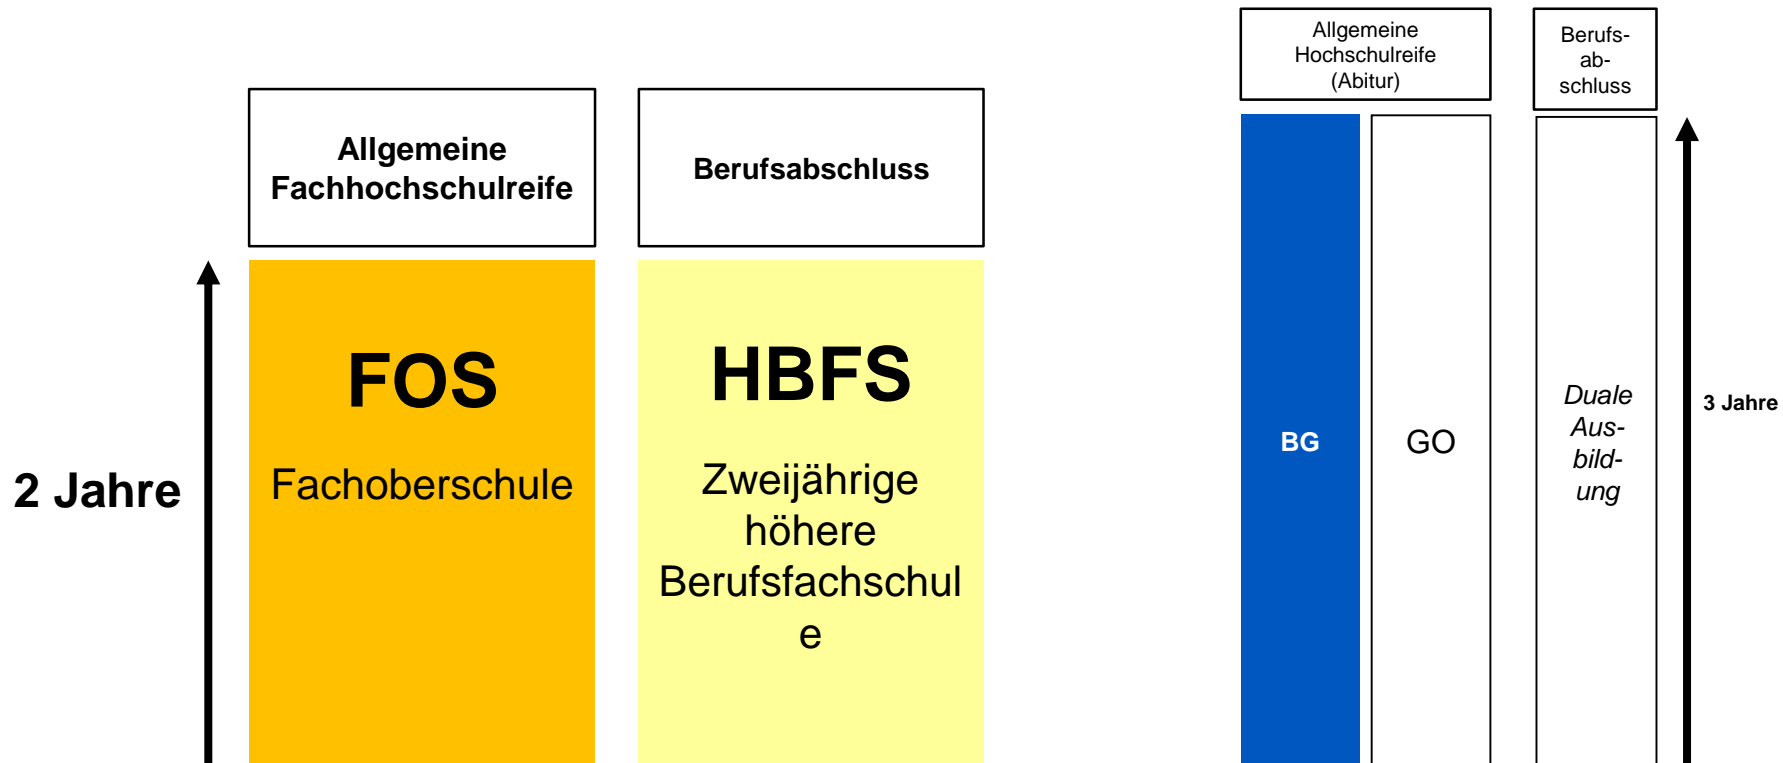 Allgemeine
Fachhochschulreife
Berufsabschluss
2 Jahre
FOS
Fachoberschule
HBFS
Zweijährige
höhere
Berufsfachschul
e
Allgemeine
Hochschulreife
(Abitur)
Berufs-
ab-
schluss
BG
GO
Duale
Aus-
bild-
ung
3 Jahre